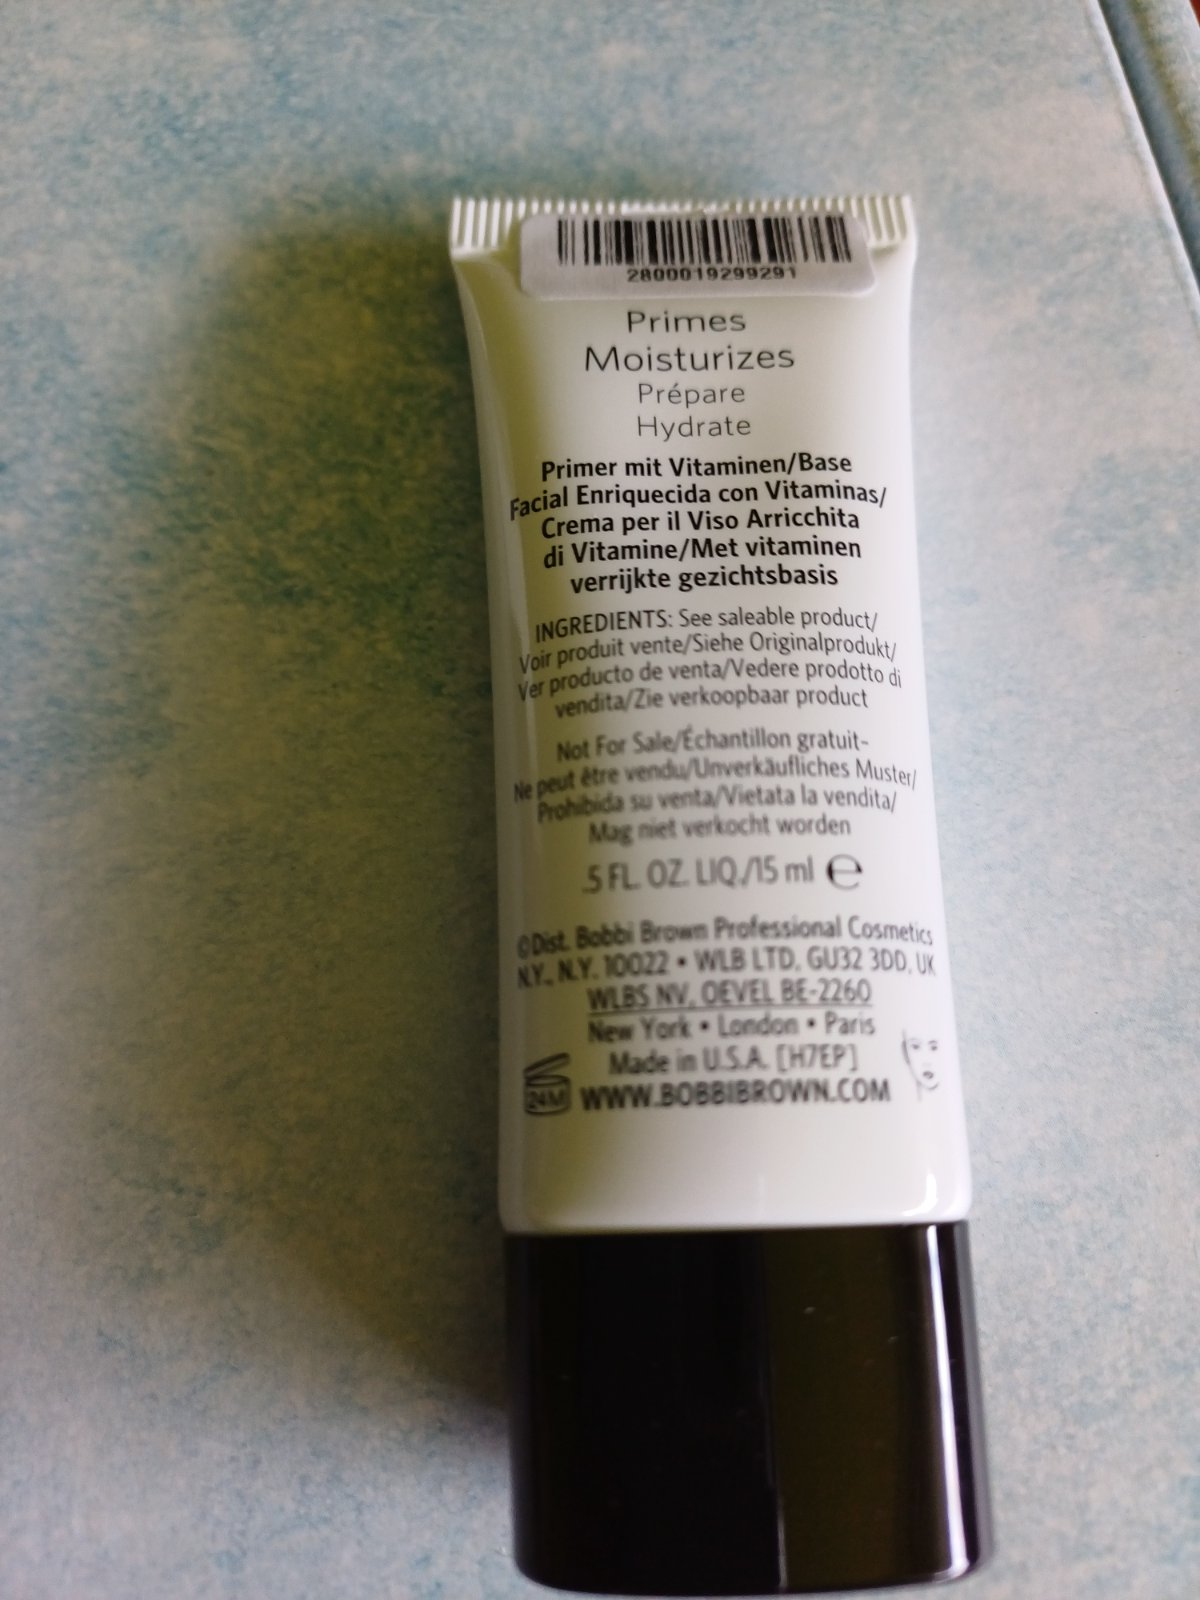 2800019299291
Primes
Moisturizes
Prépare
Hydrate
Primer mit Vitaminen/Base
Facial Enriquecida con Vitaminas/
Crema per il Viso Arricchita
di Vitamine/Met vitaminen
verrijkte gezichtsbasis
INGREDIENTS: See saleable product/
Voir produit vente/Siehe Originalprodukt/
Ver producto de venta/Vedere prodotto di
vendita/Zie verkoopbaar product
Not For Sale/Échantillon gratuit-
Ne peut être vendu/Unverkäufliches Muster/
Prohibida su venta/Vietata la vendita/
Mag niet verkocht worden
.5 FL. OZ. LIQ./15 ml ℮
©Dist. Bobbi Brown Professional Cosmetics
N.Y., N.Y. 10022 • WLB LTD, GU32 3DD, UK
WLBS NV, OEVEL BE-2260
New York • London • Paris
Made in U.S.A. [H7EP]
24M WWW.BOBBIBROWN.COM